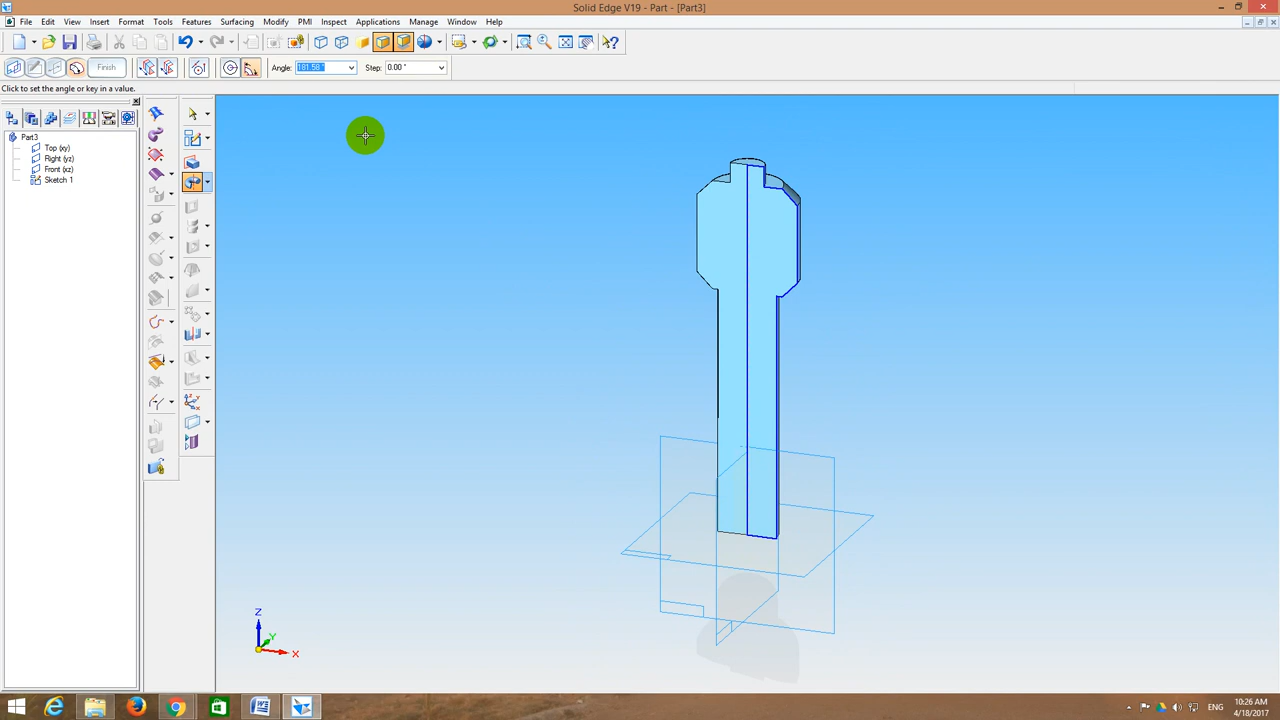 Solid Edge V19 - Part - [Part3]
File Edit View Insert Format Tools Features Surfacing Modify PMI Inspect Applications Manage Window Help
Finish Angle: 181.58 ° Step: 0.00 °
Click to set the angle or key in a value.
Part3
Top (xy)
Right (yz)
Front (xz)
Sketch 1
Z
Y
X
ENG
10:26 AM
4/18/2017